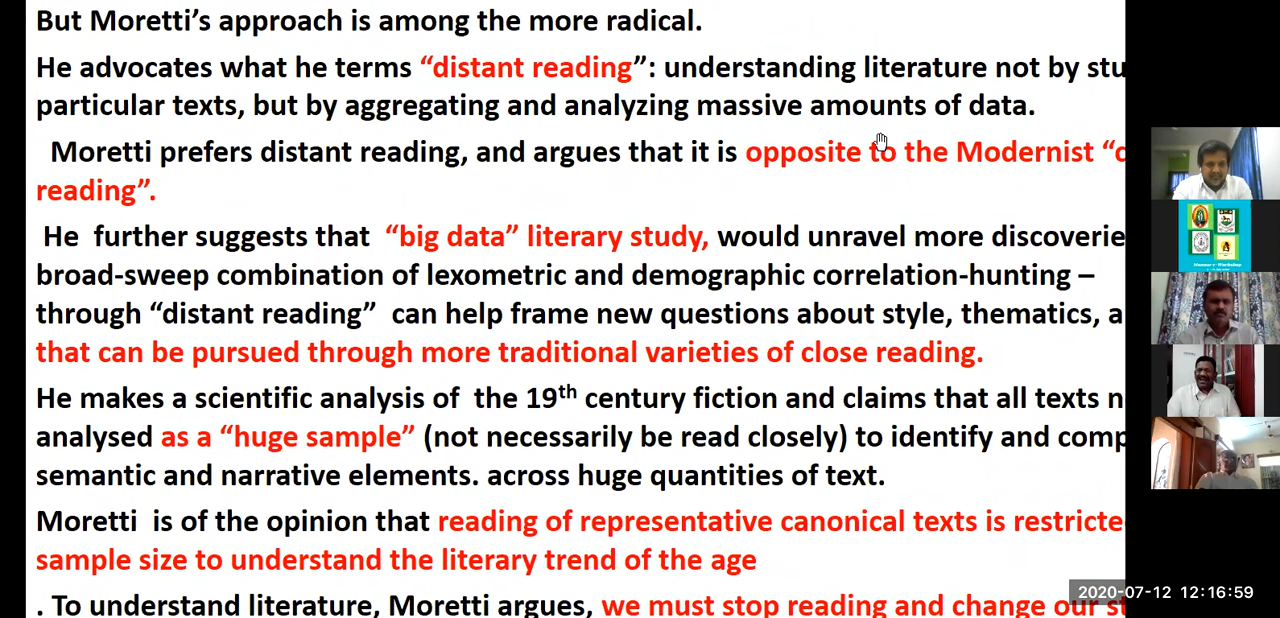 But Moretti's approach is among the more radical.
He advocates what he terms “distant reading”: understanding literature not by
particular texts, but by aggregating and analyzing massive amounts of data.
Moretti prefers distant reading, and argues that it is opposite to the Modernist
reading”.
He further suggests that “big data” literary study, would unravel more
broad-sweep combination of lexometric and demographic correlation-hunting –
through “distant reading” can help frame new questions about style, thematics,
that can be pursued through more traditional varieties of close reading.
He makes a scientific analysis of the 19th century fiction and claims that all texts
analysed as a “huge sample” (not necessarily be read closely) to identify and
semantic and narrative elements. across huge quantities of text.
Moretti is of the opinion that reading of representative canonical texts is
sample size to understand the literary trend of the age
. To understand literature, Moretti argues, we must stop reading and change our
2020-07-12 12:16:59